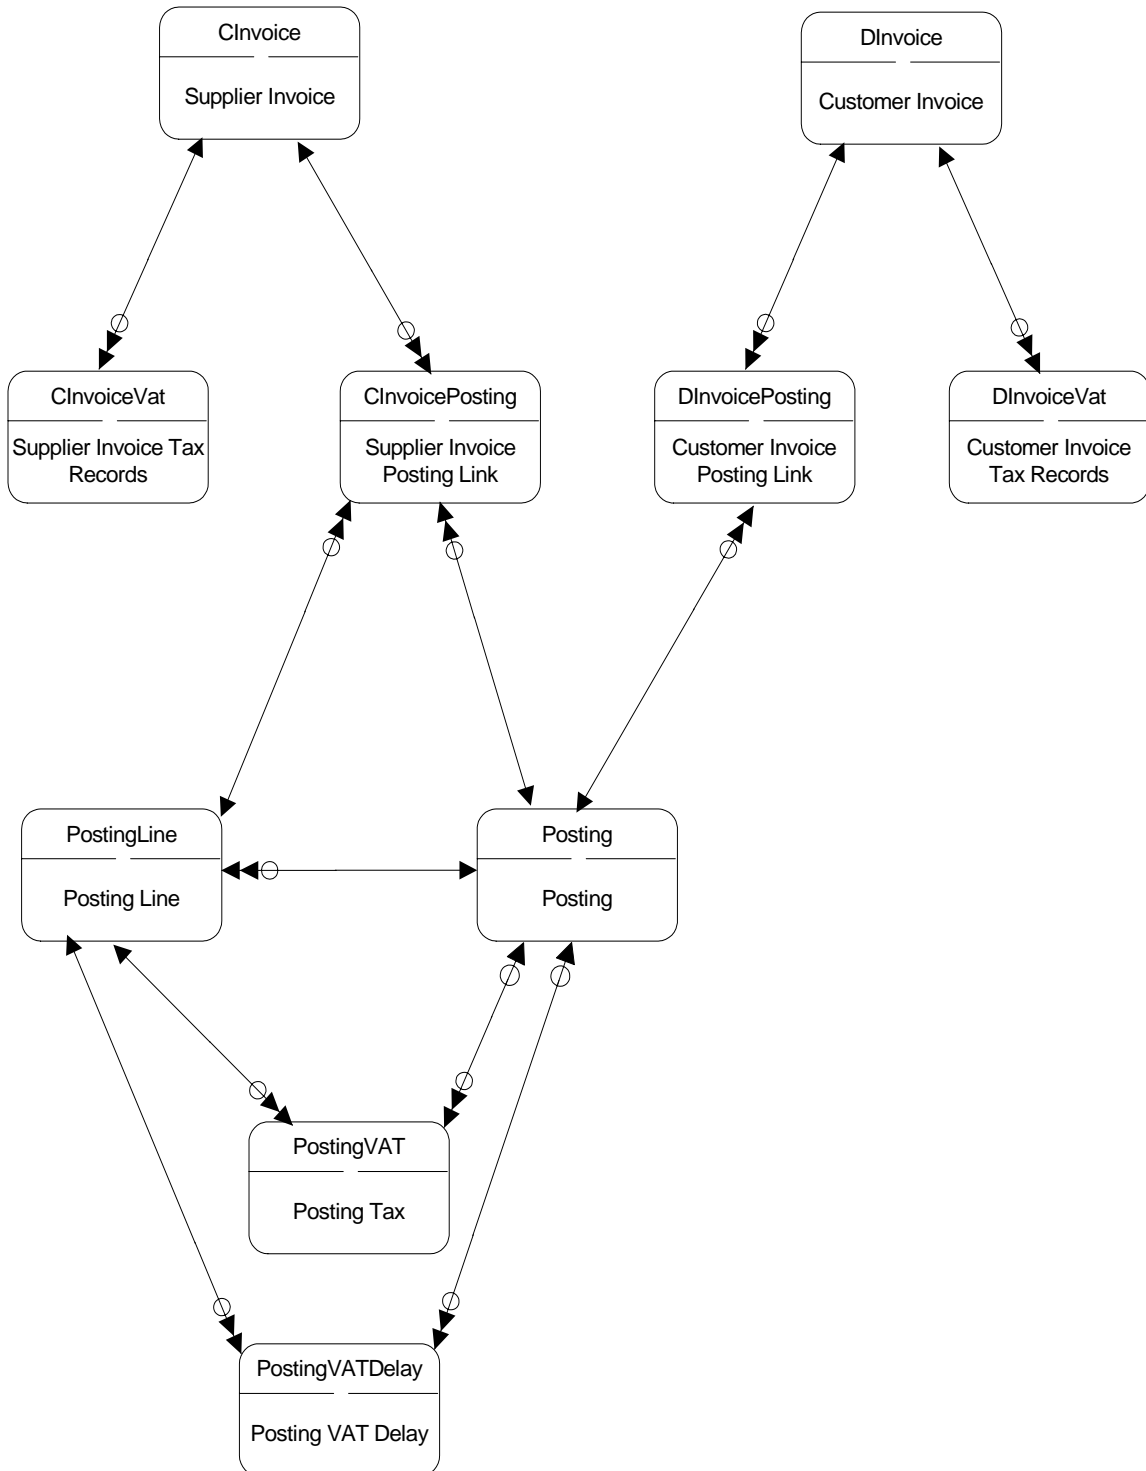 CInvoice
Supplier Invoice
DInvoice
Customer Invoice
CInvoiceVat
Supplier Invoice Tax
Records
CInvoicePosting
Supplier Invoice
Posting Link
DInvoicePosting
Customer Invoice
Posting Link
DInvoiceVat
Customer Invoice
Tax Records
PostingLine
Posting Line
Posting
Posting
PostingVAT
Posting Tax
PostingVATDelay
Posting VAT Delay